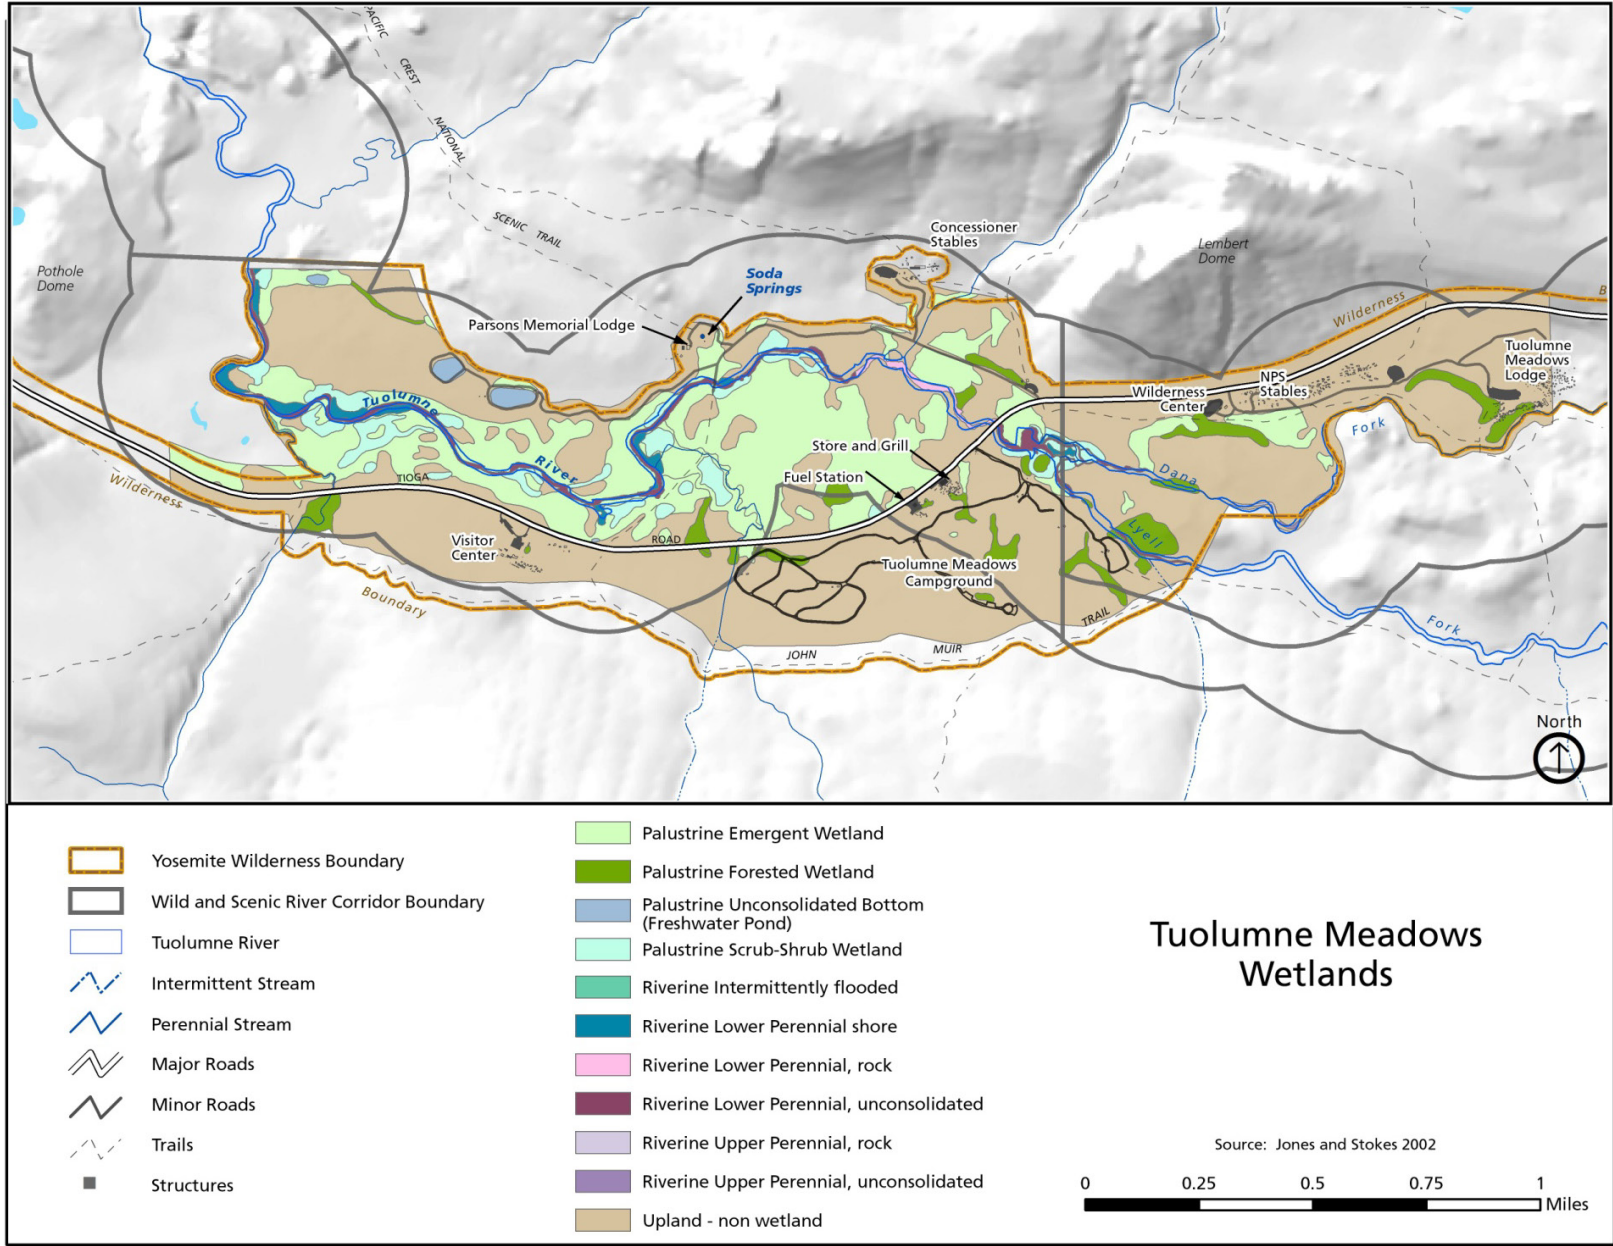 PACIFIC
CREST
NATIONAL
SCENIC TRAIL
Concessioner
Stables
Lembert
Dome
Pothole
Dome
Soda
Springs
Parsons Memorial Lodge
Wilderness
B
Tuolumne
Meadows
Lodge
NPS
Stables
Wilderness
Center
Tuolumne
River
Store and Grill
Fuel Station
Fork
Dana
Lyell
Fork
TIOGA
ROAD
Wilderness
Boundary
Visitor
Center
Tuolumne Meadows
Campground
JOHN
MUIR
TRAIL
North
Yosemite Wilderness Boundary
Wild and Scenic River Corridor Boundary
Tuolumne River
Intermittent Stream
Perennial Stream
Major Roads
Minor Roads
Trails
Structures
Palustrine Emergent Wetland
Palustrine Forested Wetland
Palustrine Unconsolidated Bottom
(Freshwater Pond)
Palustrine Scrub-Shrub Wetland
Riverine Intermittently flooded
Riverine Lower Perennial shore
Riverine Lower Perennial, rock
Riverine Lower Perennial, unconsolidated
Riverine Upper Perennial, rock
Riverine Upper Perennial, unconsolidated
Upland - non wetland
Tuolumne Meadows
Wetlands
Source: Jones and Stokes 2002
0 0.25 0.5 0.75 1
Miles